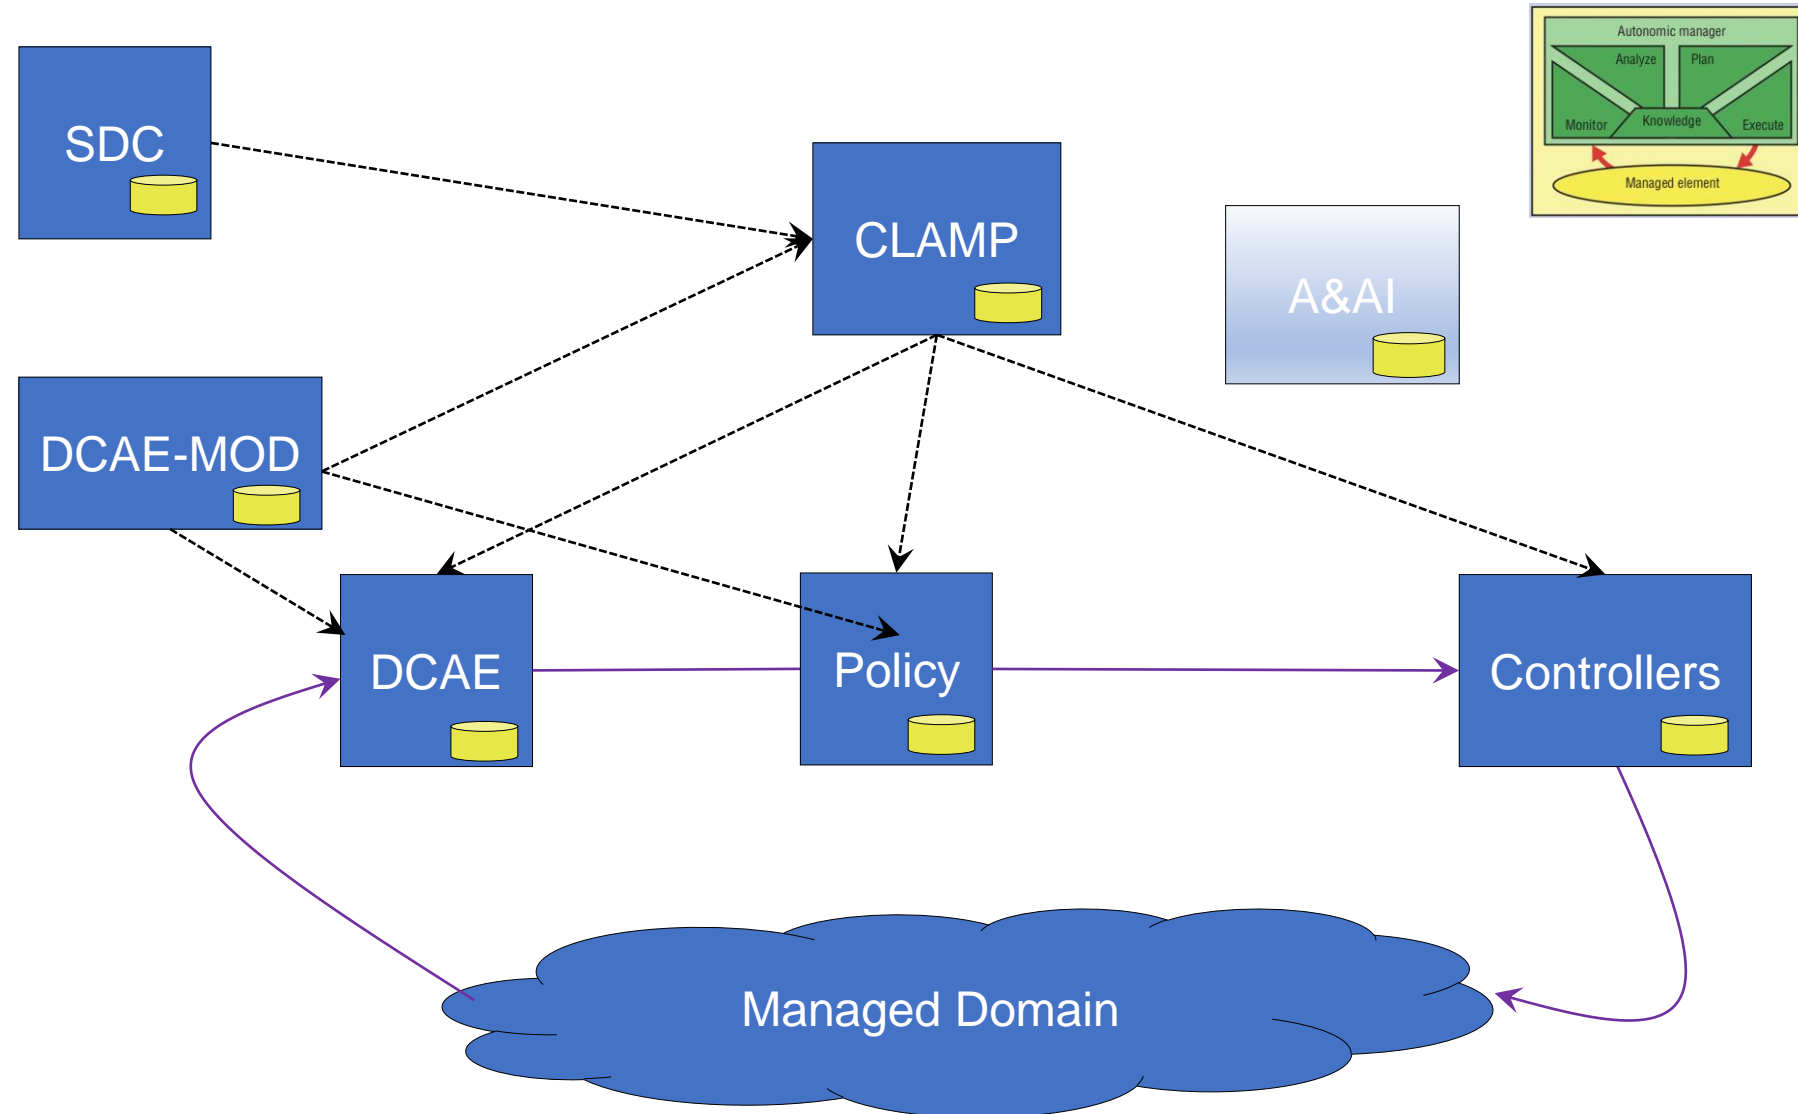 Autonomic manager
Analyze
Plan
Monitor
Knowledge
Execute
Managed element
SDC
CLAMP
A&AI
DCAE-MOD
DCAE
Policy
Controllers
Managed Domain